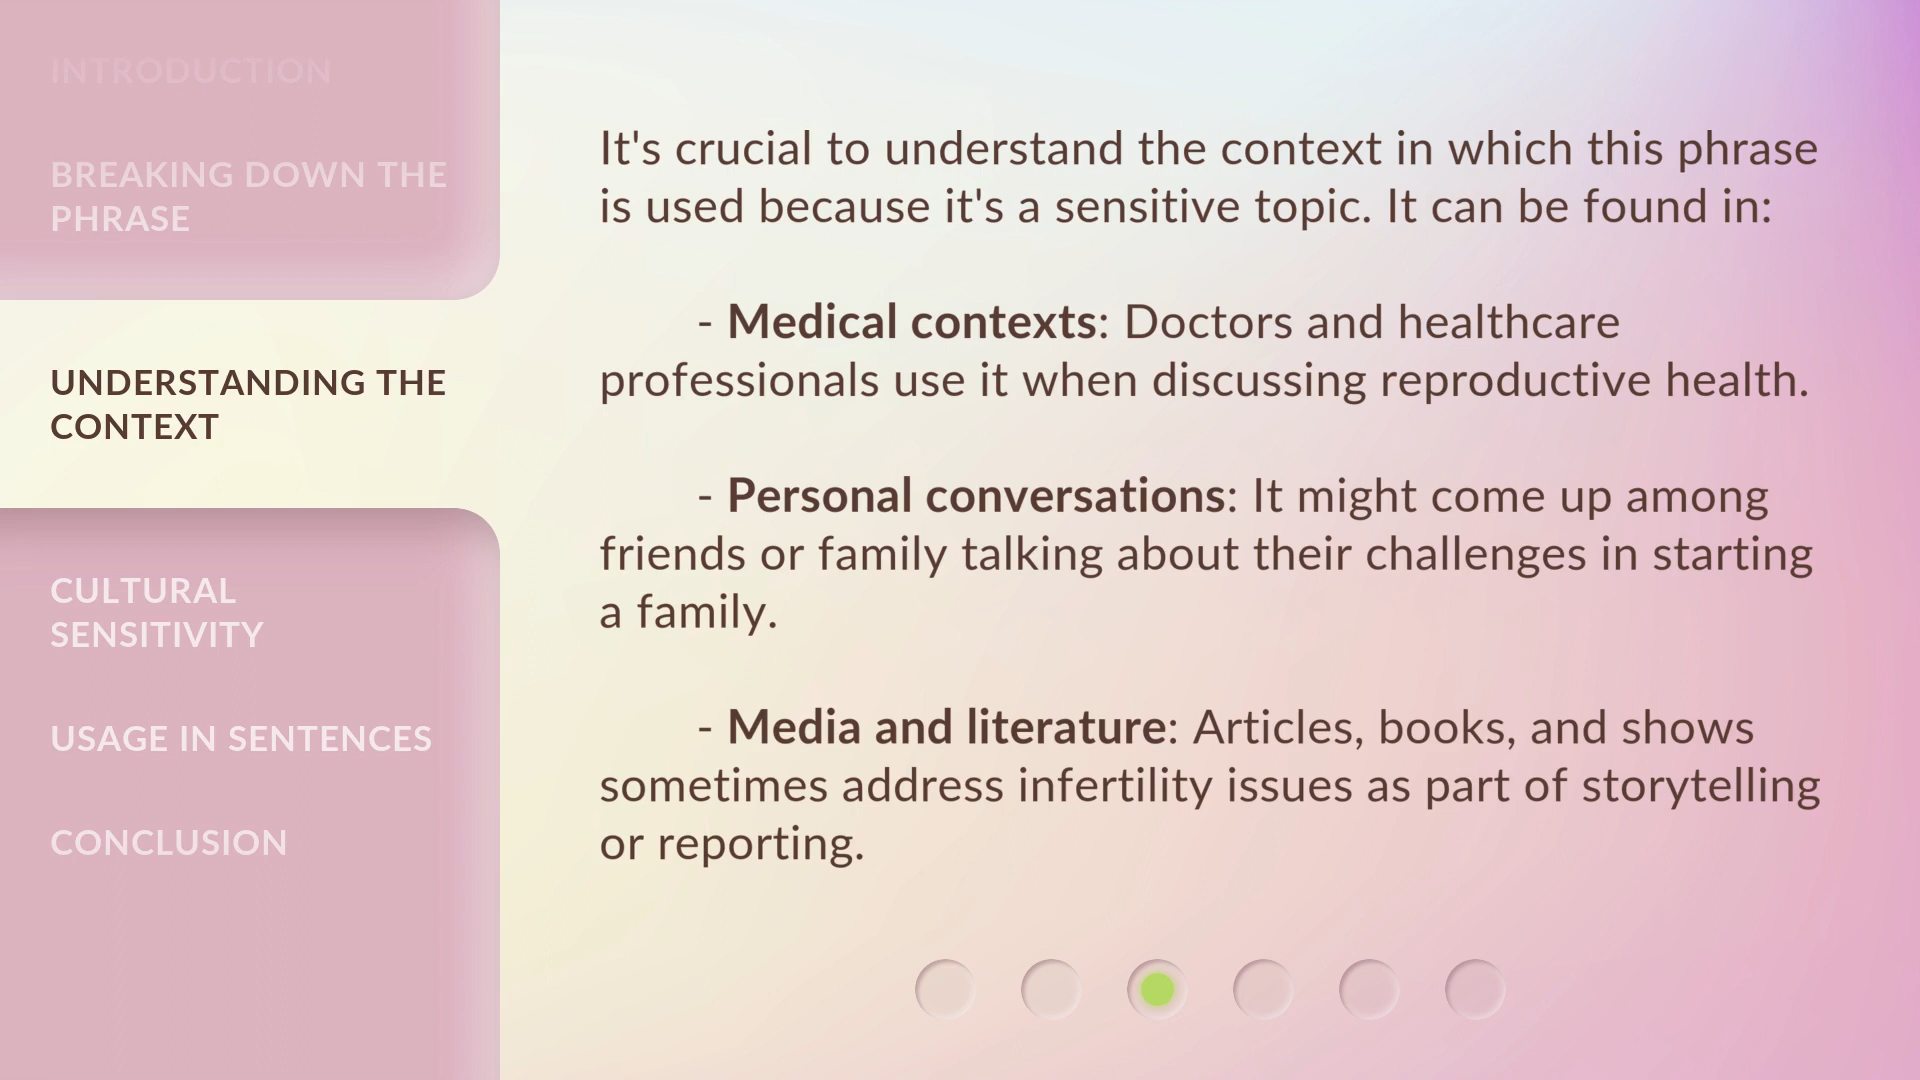 INTRODUCTION
BREAKING DOWN THE
PHRASE
UNDERSTANDING THE
CONTEXT
CULTURAL
SENSITIVITY
USAGE IN SENTENCES
CONCLUSION
It's crucial to understand the context in which this phrase
is used because it's a sensitive topic. It can be found in:
- Medical contexts: Doctors and healthcare
professionals use it when discussing reproductive health.
- Personal conversations: It might come up among
friends or family talking about their challenges in starting
a family.
- Media and literature: Articles, books, and shows
sometimes address infertility issues as part of storytelling
or reporting.